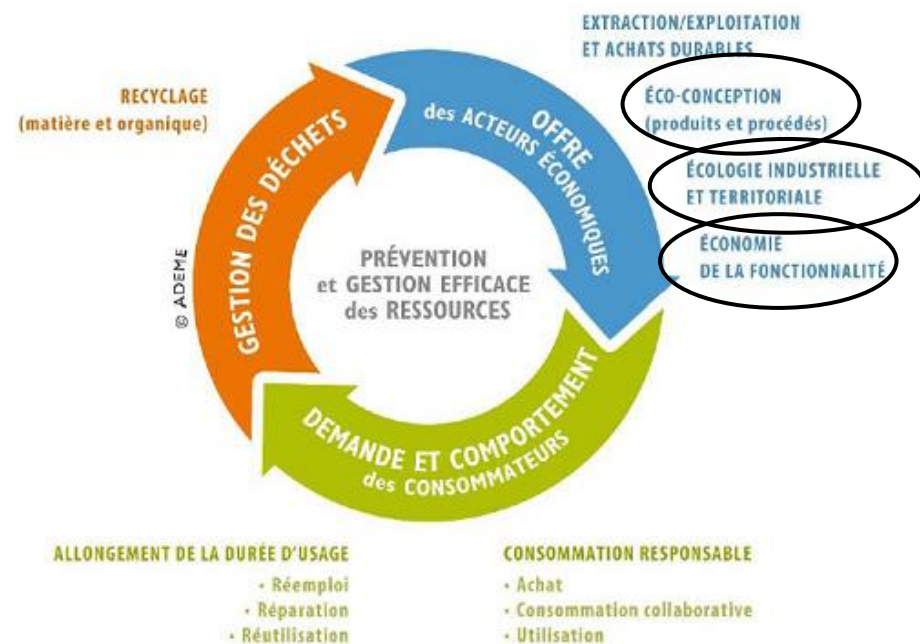 EXTRACTION/EXPLOITATION
ET ACHATS DURABLES
ÉCO-CONCEPTION
(produits et procédés)
ÉCOLOGIE INDUSTRIELLE
ET TERRITORIALE
ÉCONOMIE
DE LA FONCTIONNALITÉ
RECYCLAGE
(matière et organique)
OFFRE
des ACTEURS ÉCONOMIQUES
GESTION DES DÉCHETS
PRÉVENTION
et GESTION EFFICACE
des RESSOURCES
© ADEME
DEMANDE ET COMPORTEMENT
des CONSOMMATEURS
ALLONGEMENT DE LA DURÉE D'USAGE
• Réemploi
• Réparation
• Réutilisation
CONSOMMATION RESPONSABLE
• Achat
• Consommation collaborative
• Utilisation